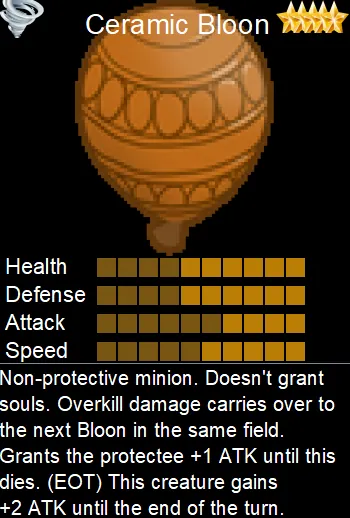 Ceramic Bloon
Health
Defense
Attack
Speed
Non-protective minion. Doesn't grant
souls. Overkill damage carries over to
the next Bloon in the same field.
Grants the protectee +1 ATK until this
dies. (EOT) This creature gains
+2 ATK until the end of the turn.